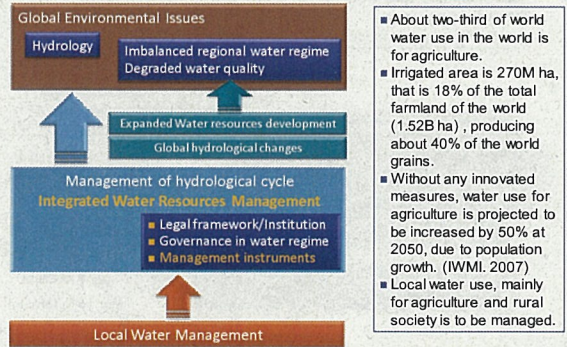 Global Environmental Issues
Hydrology
Imbalanced regional water regime
Degraded water quality
Expanded Water resources development
Global hydrological changes
Management of hydrological cycle
Integrated Water Resources Management
▪ Legal framework/Institution
▪ Governance in water regime
▪ Management instruments
Local Water Management
▪ About two-third of world
water use in the world is
for agriculture.
▪ Irrigated area is 270M ha,
that is 18% of the total
farmland of the world
(1.52B ha) , producing
about 40% of the world
grains.
▪ Without any innovated
measures, water use for
agriculture is projected to
be increased by 50% at
2050, due to population
growth. (IWMI. 2007)
▪ Local water use, mainly
for agriculture and rural
society is to be managed.